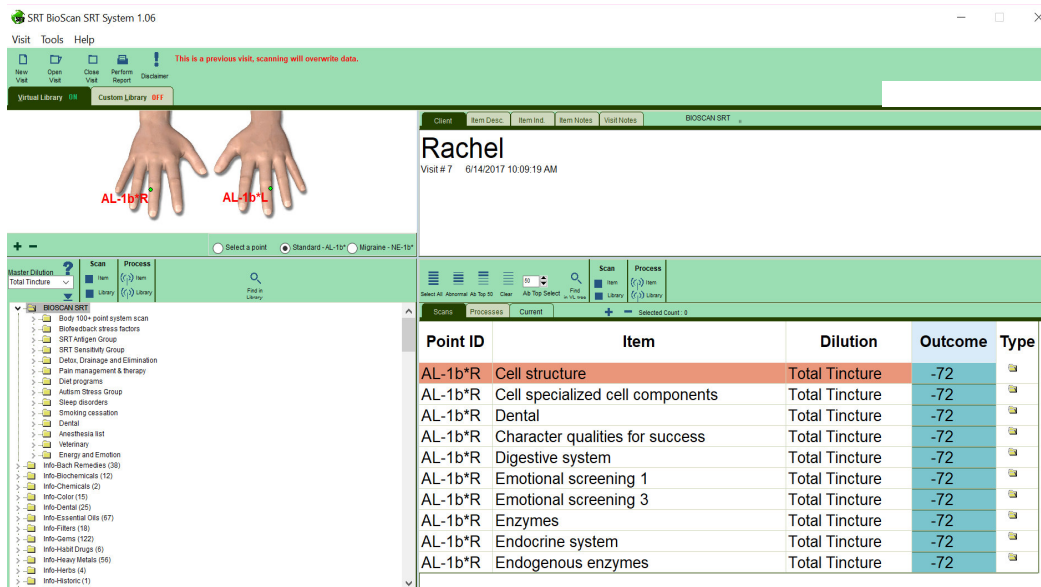 SRT BioScan SRT System 1.06
Visit Tools Help
New Visit
Open Visit
Close Visit
Perform Report
Disclaimer
This is a previous visit, scanning will overwrite data.
Virtual Library ON
Custom Library OFF
AL-1b*R
AL-1b*L
Select a point
Standard - AL-1b*
Migraine - NE-1b*
Client
Item Desc.
Item Ind.
Item Notes
Visit Notes
BIOSCAN SRT
Rachel
Visit # 7 6/14/2017 10:09:19 AM
Master Dilution
Total Tincture
Scan
Item
Library
Process
Item
Library
Find in Library
BIOSCAN SRT
Body 100+ point system scan
Biofeedback stress factors
SRT Antigen Group
SRT Sensitivity Group
Detox, Drainage and Elimination
Pain management & therapy
Diet programs
Autism Stress Group
Sleep disorders
Smoking cessation
Dental
Anesthesia list
Veterinary
Energy and Emotion
Info-Bach Remedies (38)
Info-Biochemicals (12)
Info-Chemicals (2)
Info-Color (15)
Info-Dental (25)
Info-Essential Oils (67)
Info-Filters (18)
Info-Gems (122)
Info-Habit Drugs (6)
Info-Heavy Metals (56)
Info-Herbs (4)
Info-Historic (1)
Select All
Abnormal
Ab Top 50
Clear
50
Ab Top Select
Find in VL tree
Scan
Item
Library
Process
Item
Library
Scans
Processes
Current
Selected Count : 0
Point ID Item Dilution Outcome Type
AL-1b*R Cell structure Total Tincture -72
AL-1b*R Cell specialized cell components Total Tincture -72
AL-1b*R Dental Total Tincture -72
AL-1b*R Character qualities for success Total Tincture -72
AL-1b*R Digestive system Total Tincture -72
AL-1b*R Emotional screening 1 Total Tincture -72
AL-1b*R Emotional screening 3 Total Tincture -72
AL-1b*R Enzymes Total Tincture -72
AL-1b*R Endocrine system Total Tincture -72
AL-1b*R Endogenous enzymes Total Tincture -72